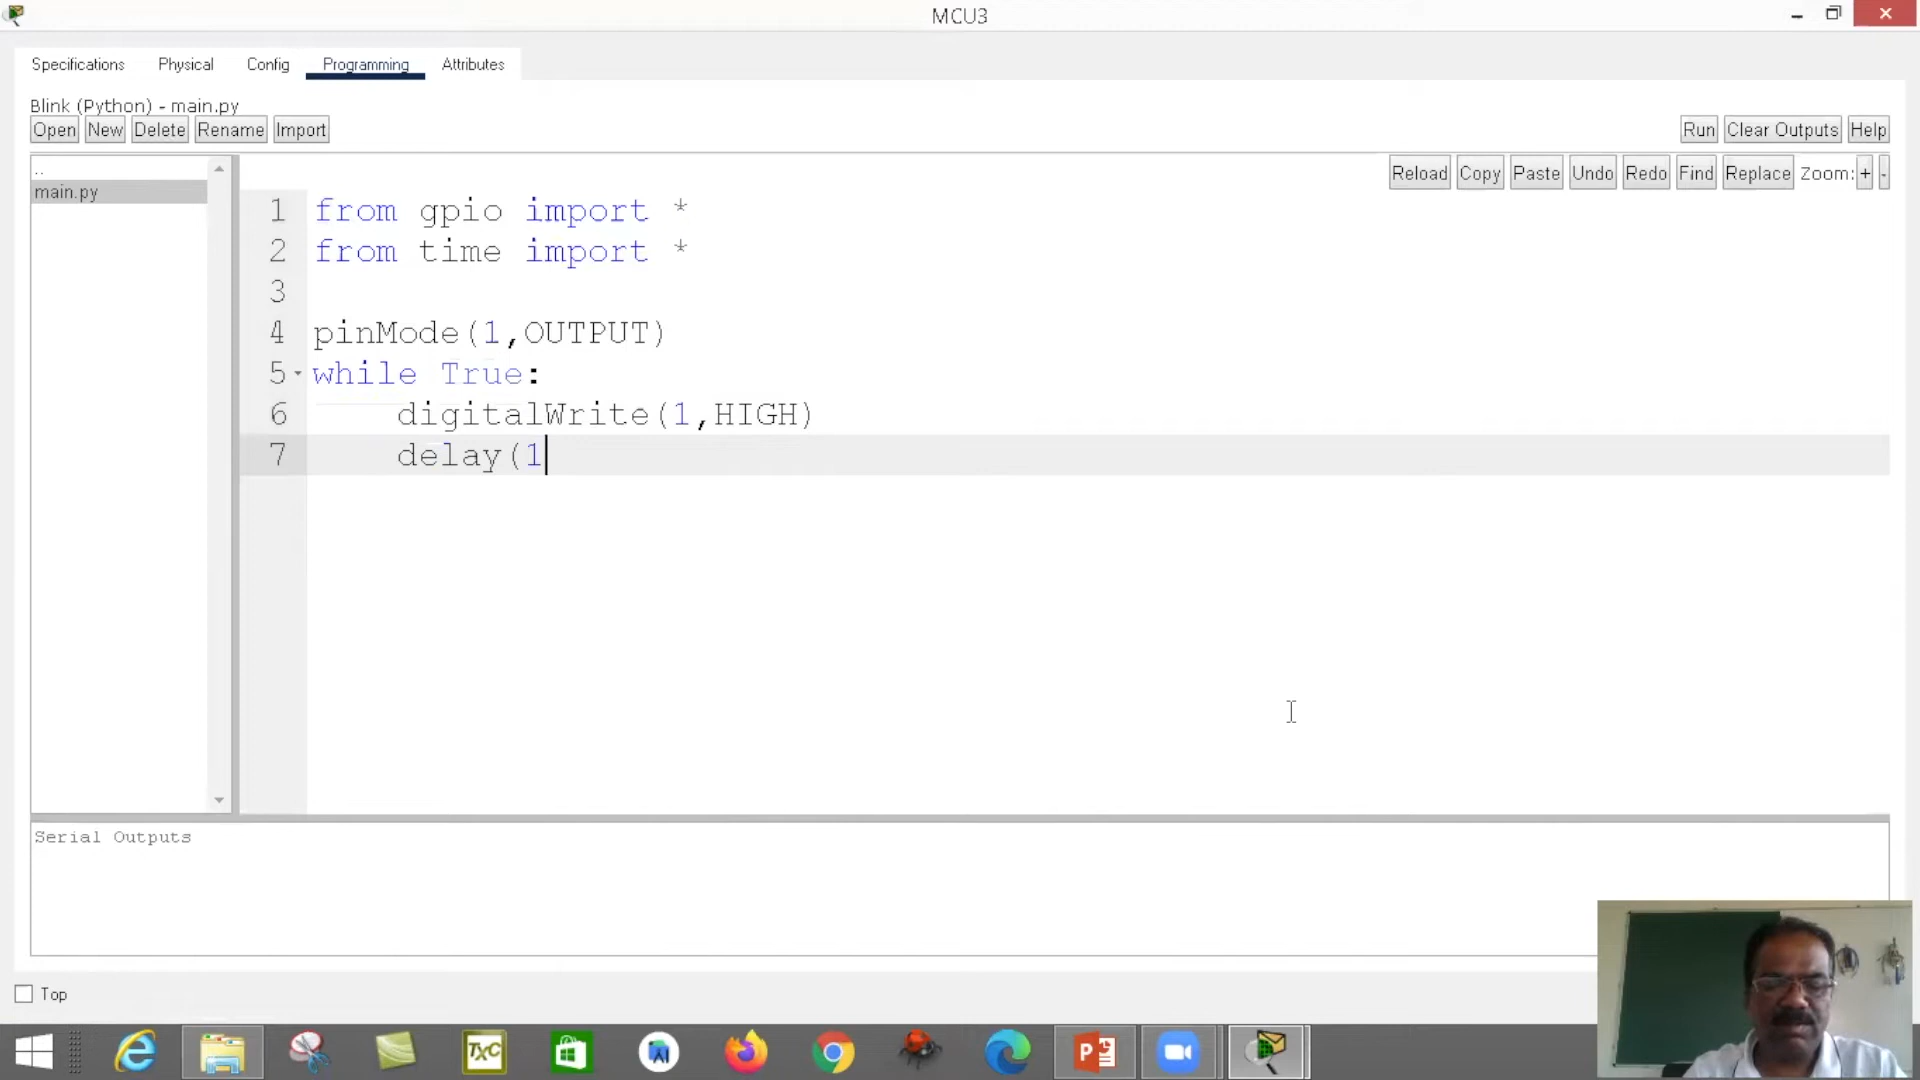 MCU3
Specifications Physical Config Programming Attributes
Blink (Python) - main.py
Open New Delete Rename Import
Run Clear Outputs Help
..
main.py
Reload Copy Paste Undo Redo Find Replace Zoom: + -
1 from gpio import *
2 from time import *
3
4 pinMode(1,OUTPUT)
5 while True:
6 digitalWrite(1,HIGH)
7 delay(1
Serial Outputs
Top
TXC
P